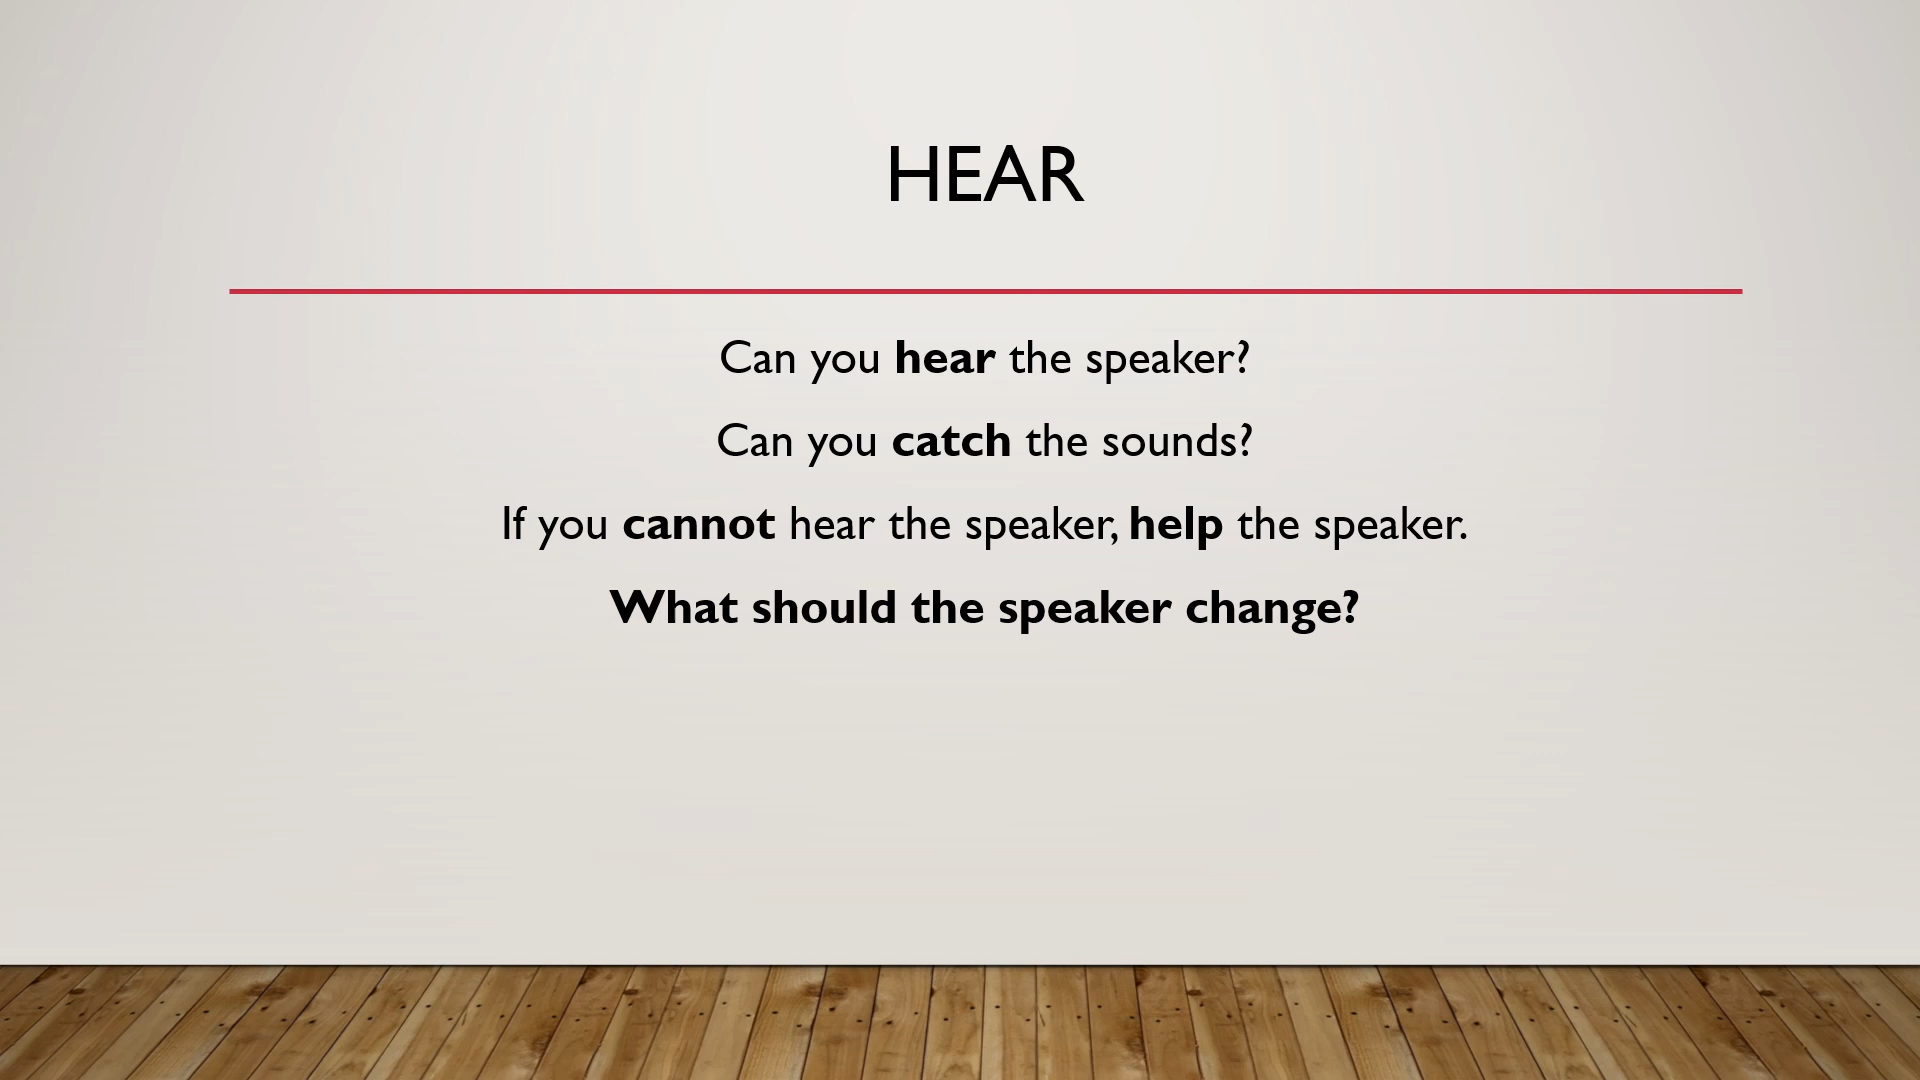 HEAR
Can you hear the speaker?
Can you catch the sounds?
If you cannot hear the speaker, help the speaker.
What should the speaker change?